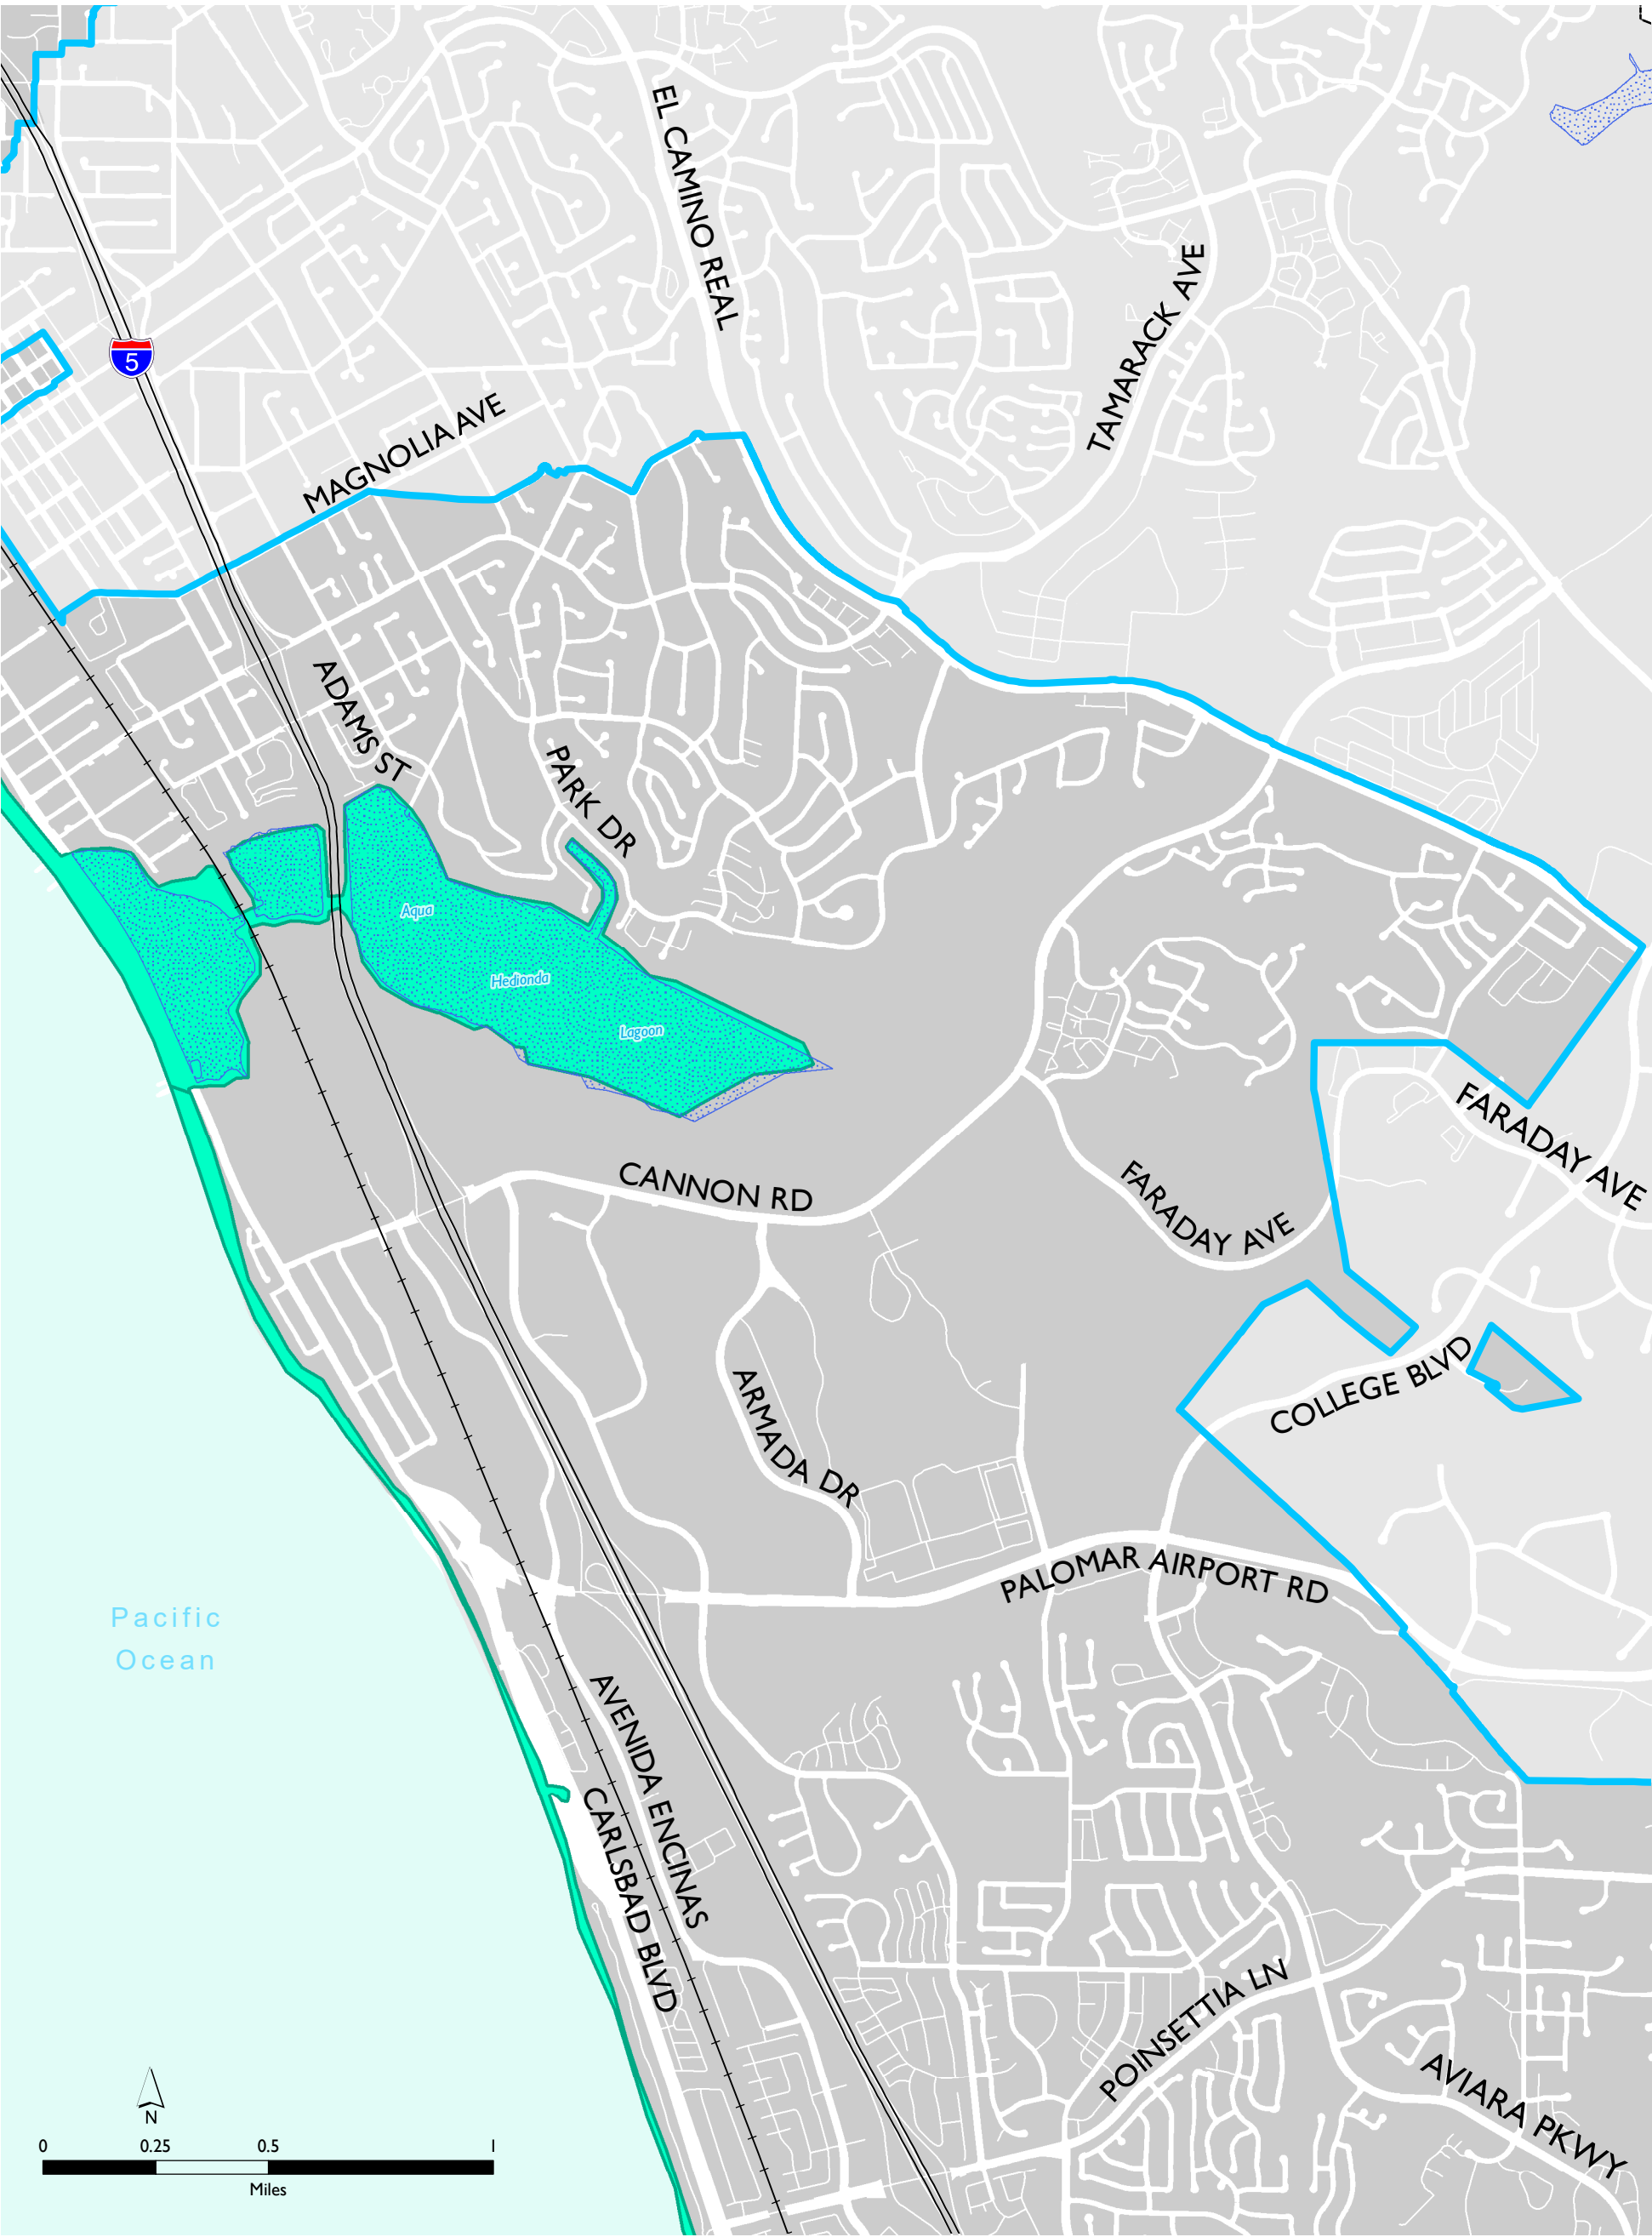 EL CAMINO REAL
TAMARACK AVE
5
MAGNOLIA AVE
ADAMS ST
PARK DR
Aqua
Hedionda
Lagoon
FARADAY AVE
CANNON RD
FARADAY AVE
COLLEGE BLVD
ARMADA DR
PALOMAR AIRPORT RD
Pacific
Ocean
AVENIDA ENCINAS
CARLSBAD BLVD
POINSETTIA LN
AVIARA PKWY
N
0 0.25 0.5 1
Miles